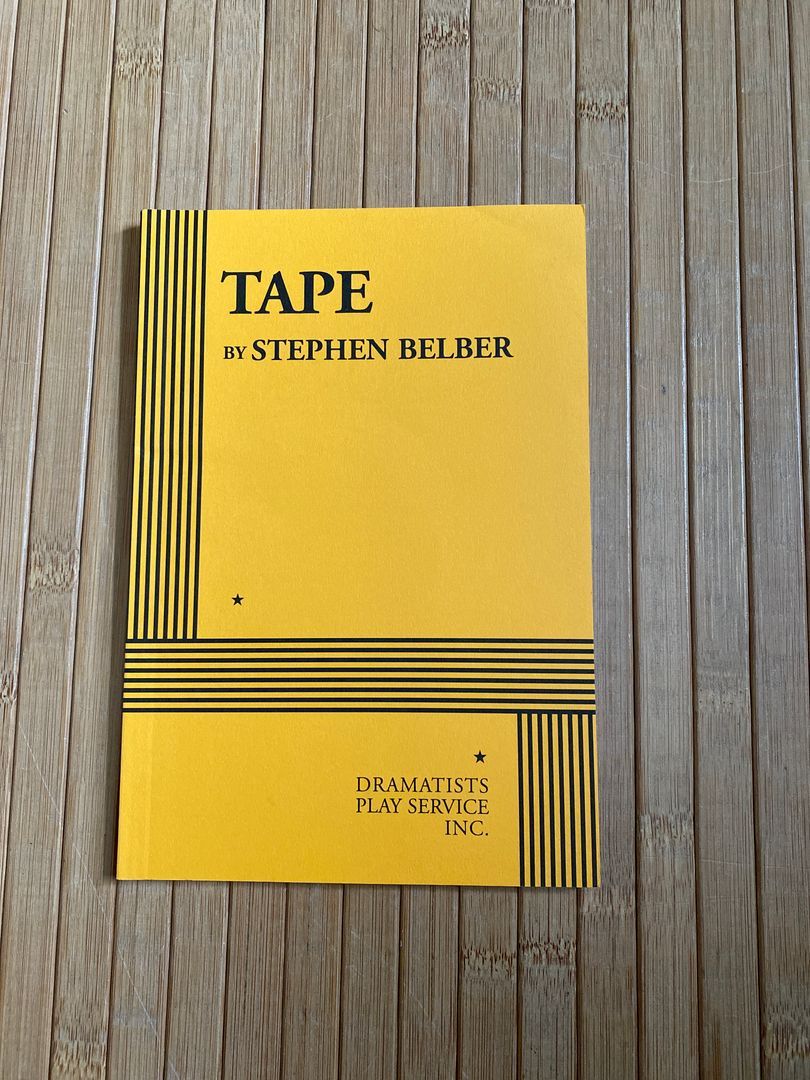 TAPE
BY STEPHEN BELBER
DRAMATISTS
PLAY SERVICE
INC.